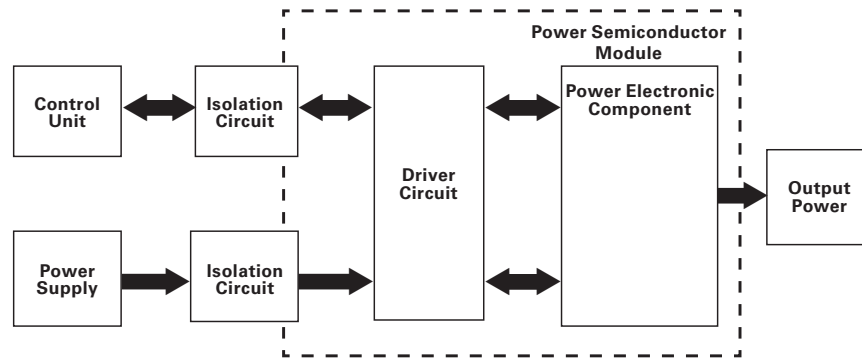 Power Semiconductor
Module
Control
Unit
Isolation
Circuit
Driver
Circuit
Power Electronic
Component
Output
Power
Power
Supply
Isolation
Circuit